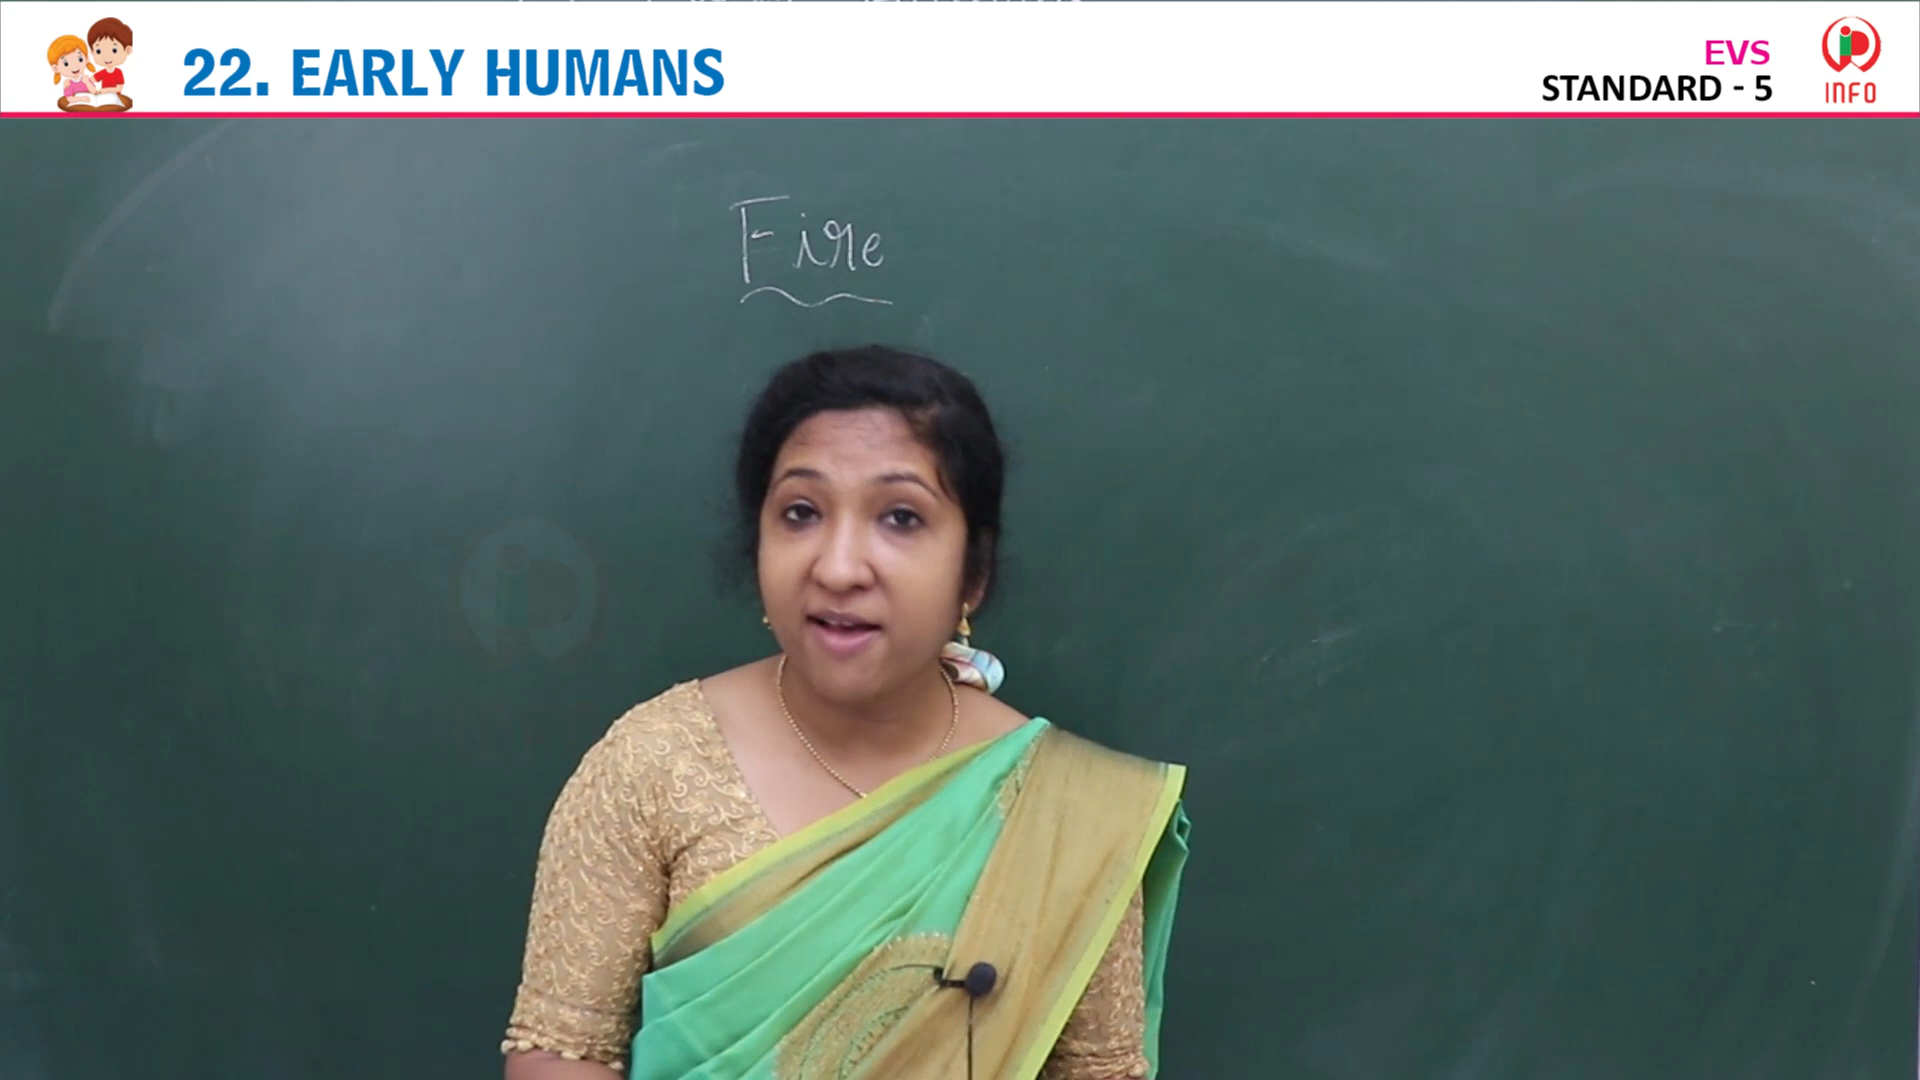 22. EARLY HUMANS
EVS
STANDARD - 5
INFO
Fire